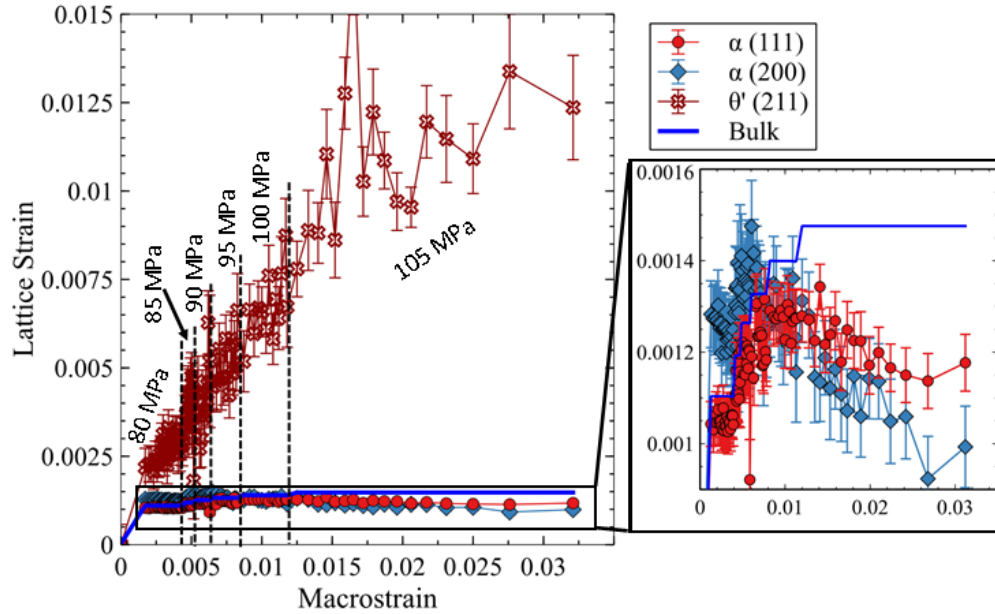 0.015
0.0125
0.01
0.0075
0.005
0.0025
0
Lattice Strain
80 MPa
85 MPa
90 MPa
95 MPa
100 MPa
105 MPa
0
0.005
0.01
0.015
0.02
0.025
0.03
Macrostrain
α (111)
α (200)
θ' (211)
Bulk
0.0016
0.0014
0.0012
0.001
0
0.01
0.02
0.03